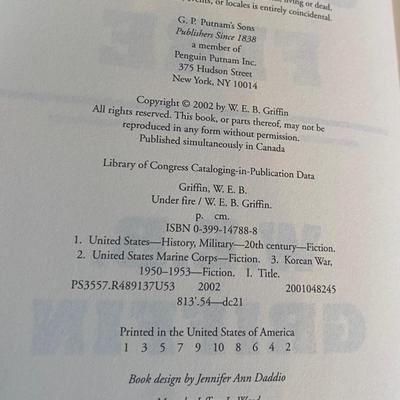 living or dead,
events, or locales is entirely coincidental.
G. P. Putnam's Sons
Publishers Since 1838
a member of
Penguin Putnam Inc.
375 Hudson Street
New York, NY 10014
Copyright © 2002 by W. E. B. Griffin
All rights reserved. This book, or parts thereof, may not be
reproduced in any form without permission.
Published simultaneously in Canada
Library of Congress Cataloging-in-Publication Data
Griffin, W. E. B.
Under fire / W. E. B. Griffin.
p. cm.
ISBN 0-399-14788-8
1. United States—History, Military—20th century—Fiction.
2. United States Marine Corps—Fiction. 3. Korean War,
1950–1953—Fiction. I. Title.
PS3557.R489137U53 2002 2001048245
813'.54—dc21
Printed in the United States of America
1 3 5 7 9 10 8 6 4 2
Book design by Jennifer Ann Daddio